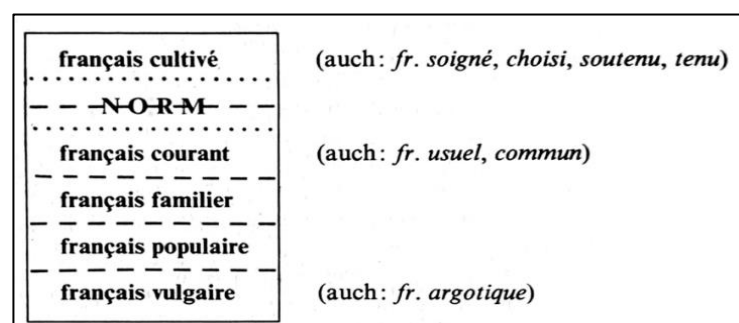 français cultivé (auch: fr. soigné, choisi, soutenu, tenu)
NORM
français courant (auch: fr. usuel, commun)
français familier
français populaire
français vulgaire (auch: fr. argotique)